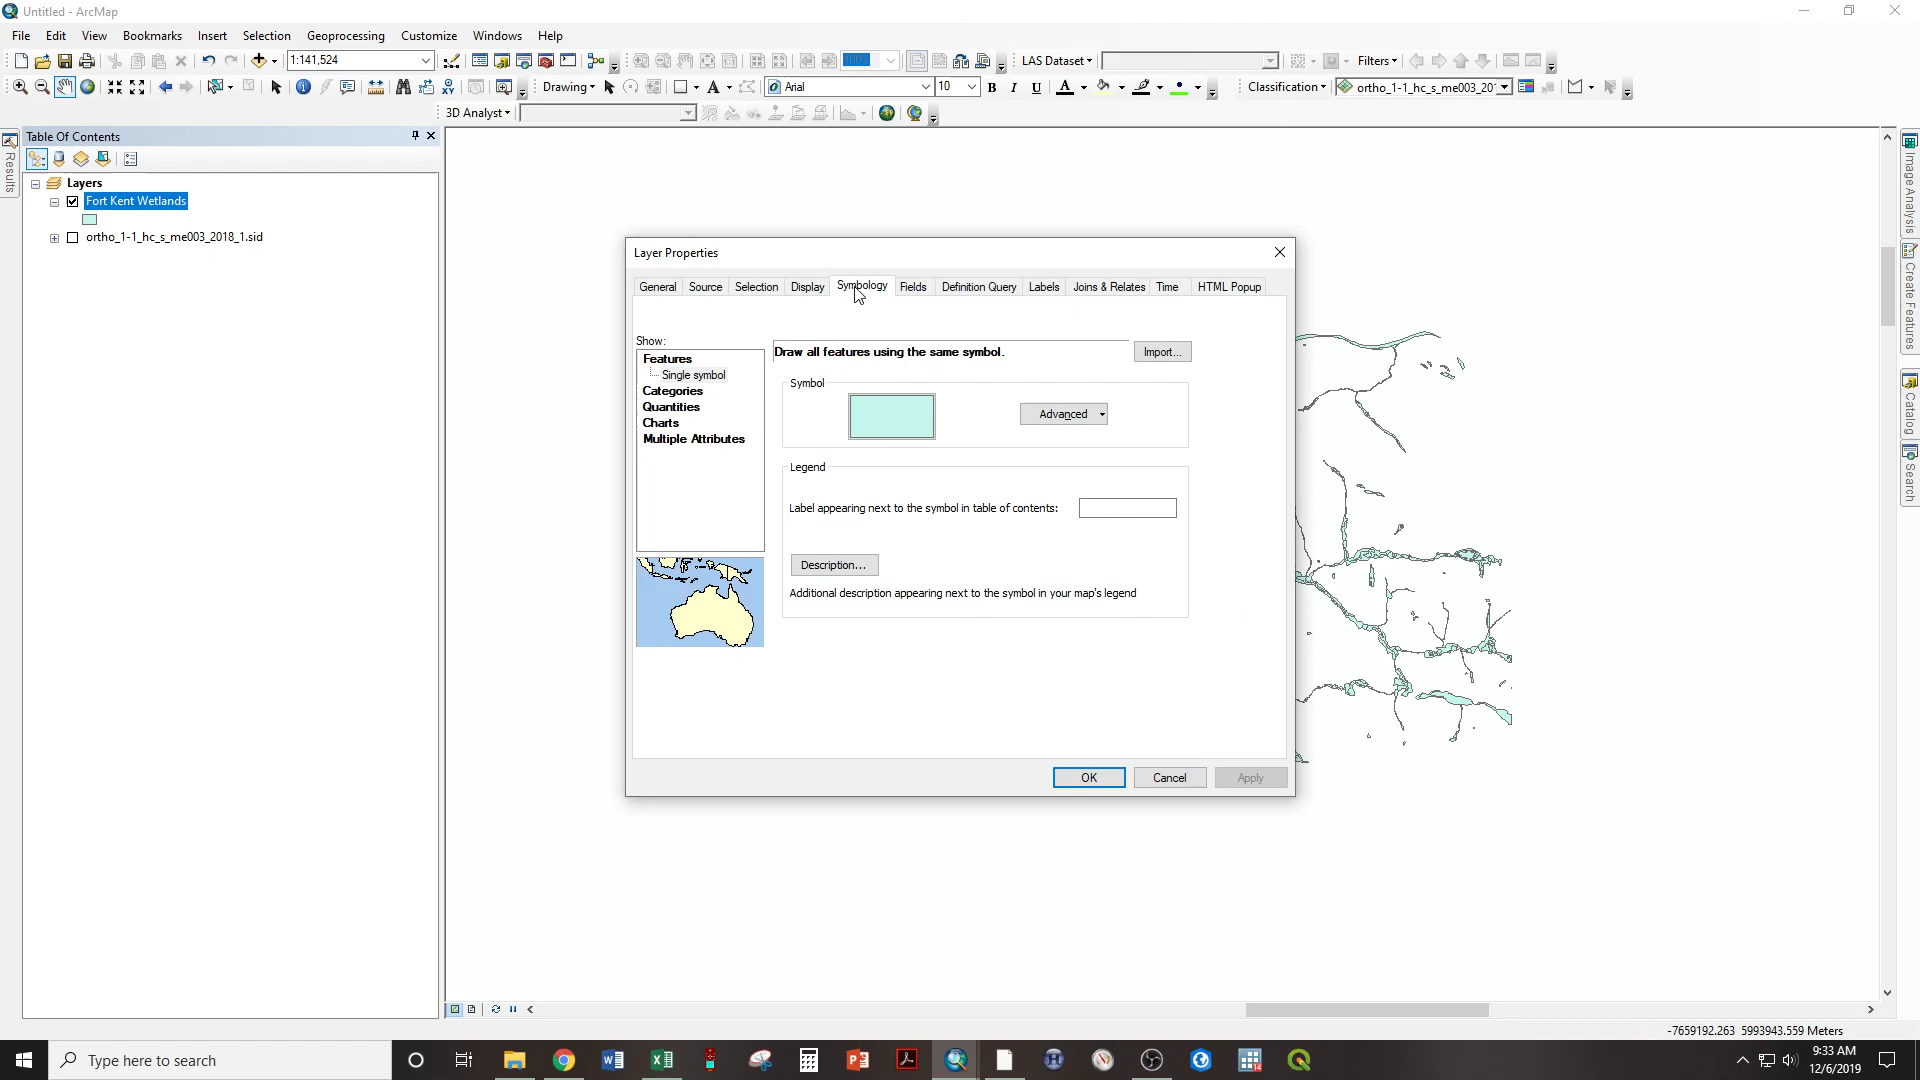 Untitled - ArcMap
File Edit View Bookmarks Insert Selection Geoprocessing Customize Windows Help
1:141,524 100% LAS Dataset Filters
Drawing A Arial 10 B I U A Classification ortho_1-1_hc_s_me003_20
3D Analyst
Table Of Contents
Results
Layers
Fort Kent Wetlands
ortho_1-1_hc_s_me003_2018_1.sid
Layer Properties
General Source Selection Display Symbology Fields Definition Query Labels Joins & Relates Time HTML Popup
Show:
Features
Single symbol
Categories
Quantities
Charts
Multiple Attributes
Draw all features using the same symbol.
Import...
Symbol
Advanced
Legend
Label appearing next to the symbol in table of contents:
Description...
Additional description appearing next to the symbol in your map's legend
OK Cancel Apply
Image Analysis
Create Features
Catalog
Search
-7659192.263 5993943.559 Meters
Type here to search
9:33 AM
12/6/2019